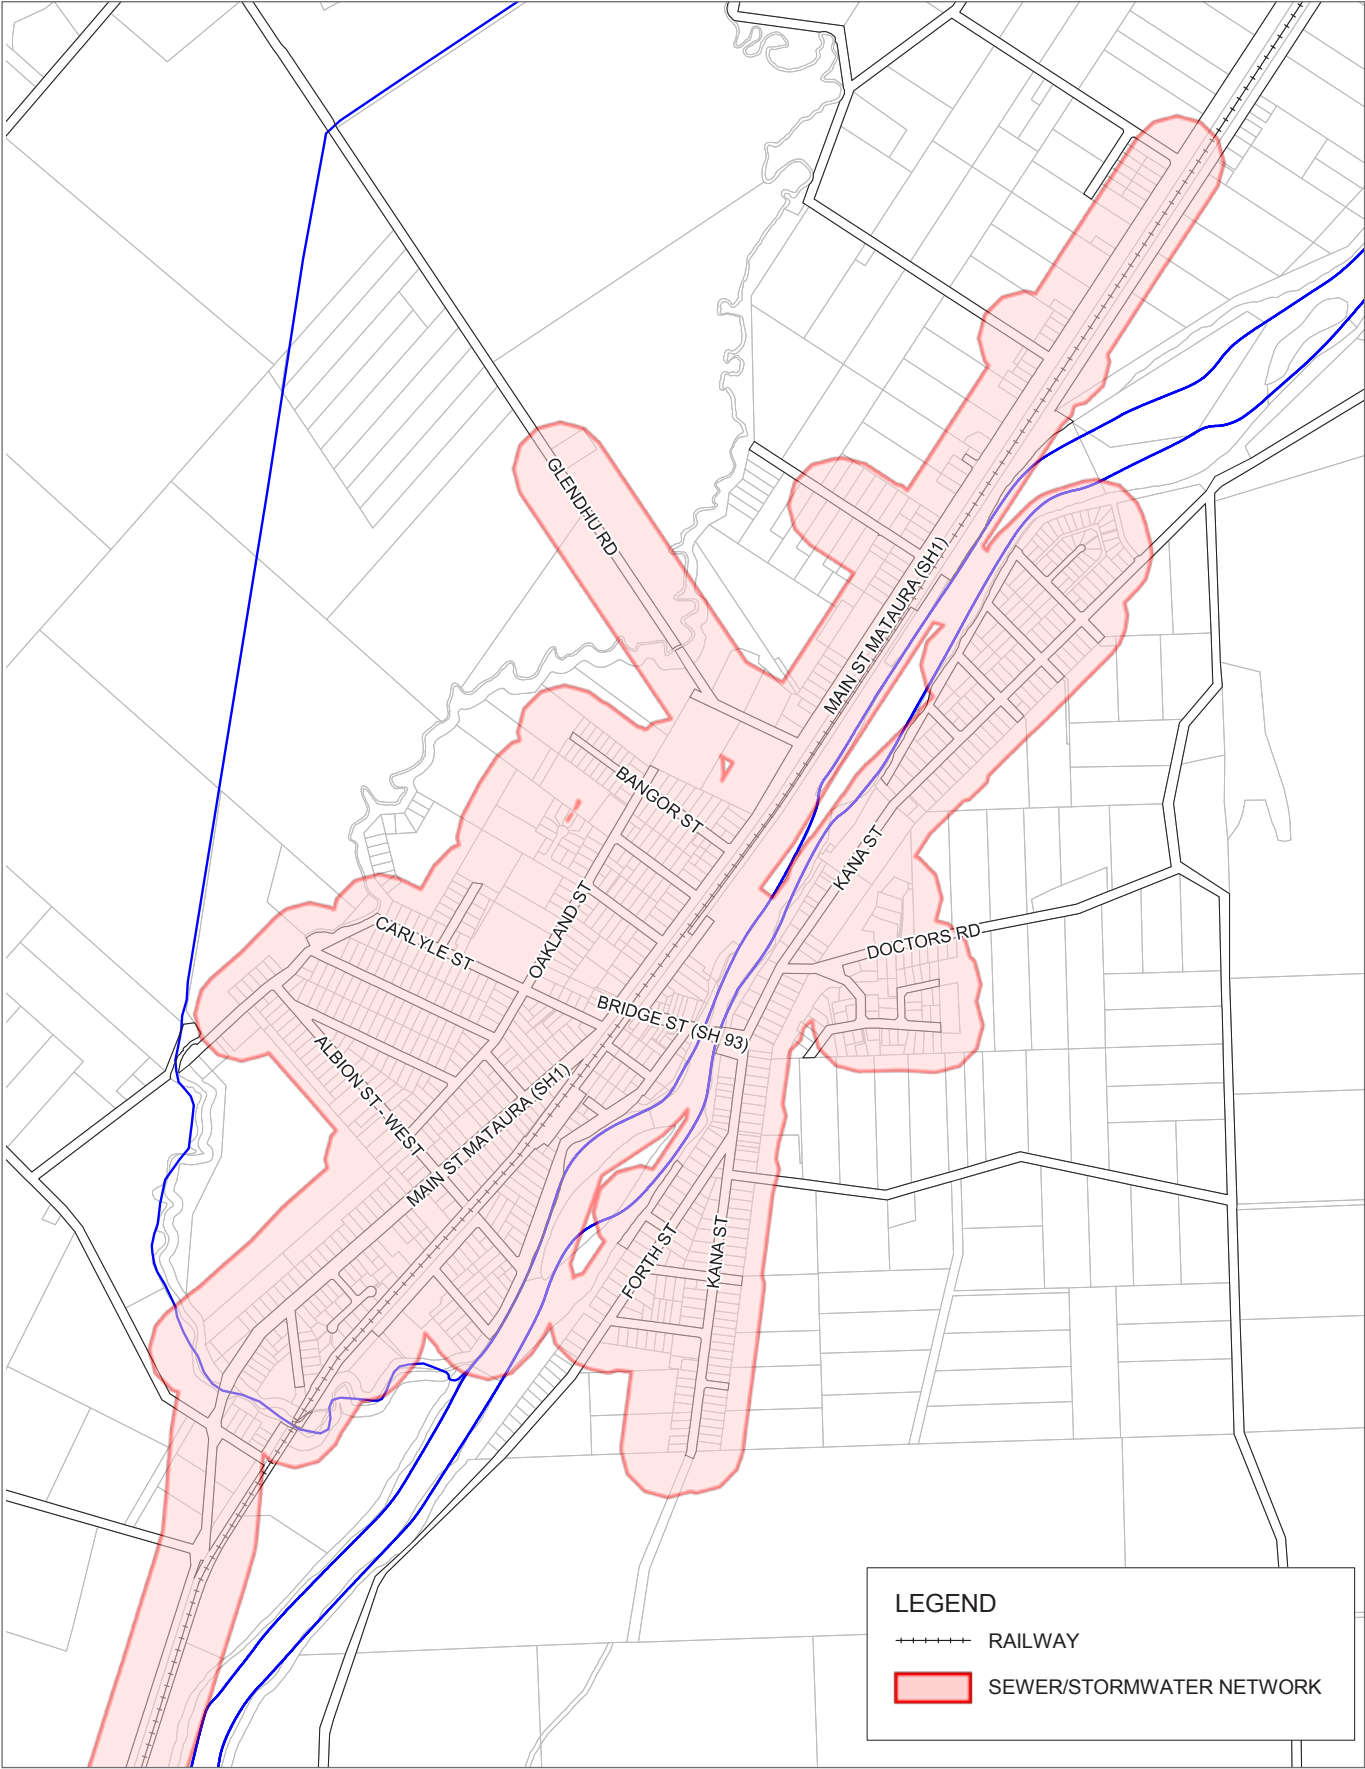 GLENDHU RD
MAIN ST MATAURA (SH1)
BANGOR ST
KANA ST
OAKLAND ST
CARLYLE ST
DOCTORS RD
BRIDGE ST (SH 93)
ALBION ST - WEST
MAIN ST MATAURA (SH1)
FORTH ST
KANA ST
LEGEND
RAILWAY
SEWER/STORMWATER NETWORK